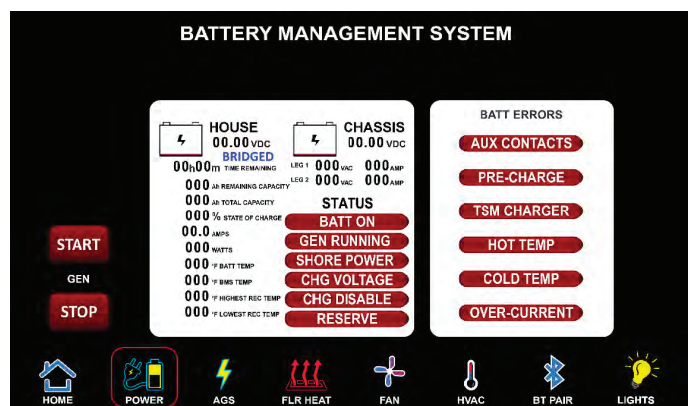 BATTERY MANAGEMENT SYSTEM
HOUSE
00.00 VDC
BRIDGED
00h00m TIME REMAINING
000 Ah REMAINING CAPACITY
000 Ah TOTAL CAPACITY
000 % STATE OF CHARGE
00.0 AMPS
000 WATTS
000 °F BATT TEMP
000 °F BMS TEMP
000 °F HIGHEST REC TEMP
000 °F LOWEST REC TEMP
CHASSIS
00.00 VDC
LEG 1 000 VAC 000 AMP
LEG 2 000 VAC 000 AMP
STATUS
BATT ON
GEN RUNNING
SHORE POWER
CHG VOLTAGE
CHG DISABLE
RESERVE
BATT ERRORS
AUX CONTACTS
PRE-CHARGE
TSM CHARGER
HOT TEMP
COLD TEMP
OVER-CURRENT
START
GEN
STOP
HOME
POWER
AGS
FLR HEAT
FAN
HVAC
BT PAIR
LIGHTS